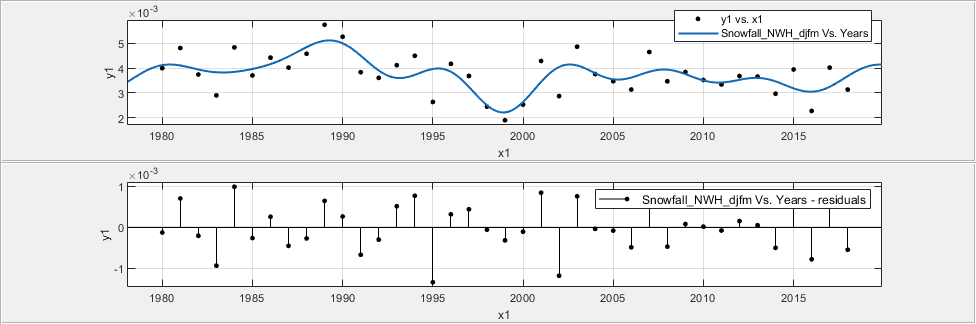 ×10-3
y1 vs. x1
Snowfall_NWH_djfm Vs. Years
5
4
3
2
y1
1980 1985 1990 1995 2000 2005 2010 2015
x1
×10-3
Snowfall_NWH_djfm Vs. Years - residuals
1
0
-1
y1
1980 1985 1990 1995 2000 2005 2010 2015
x1